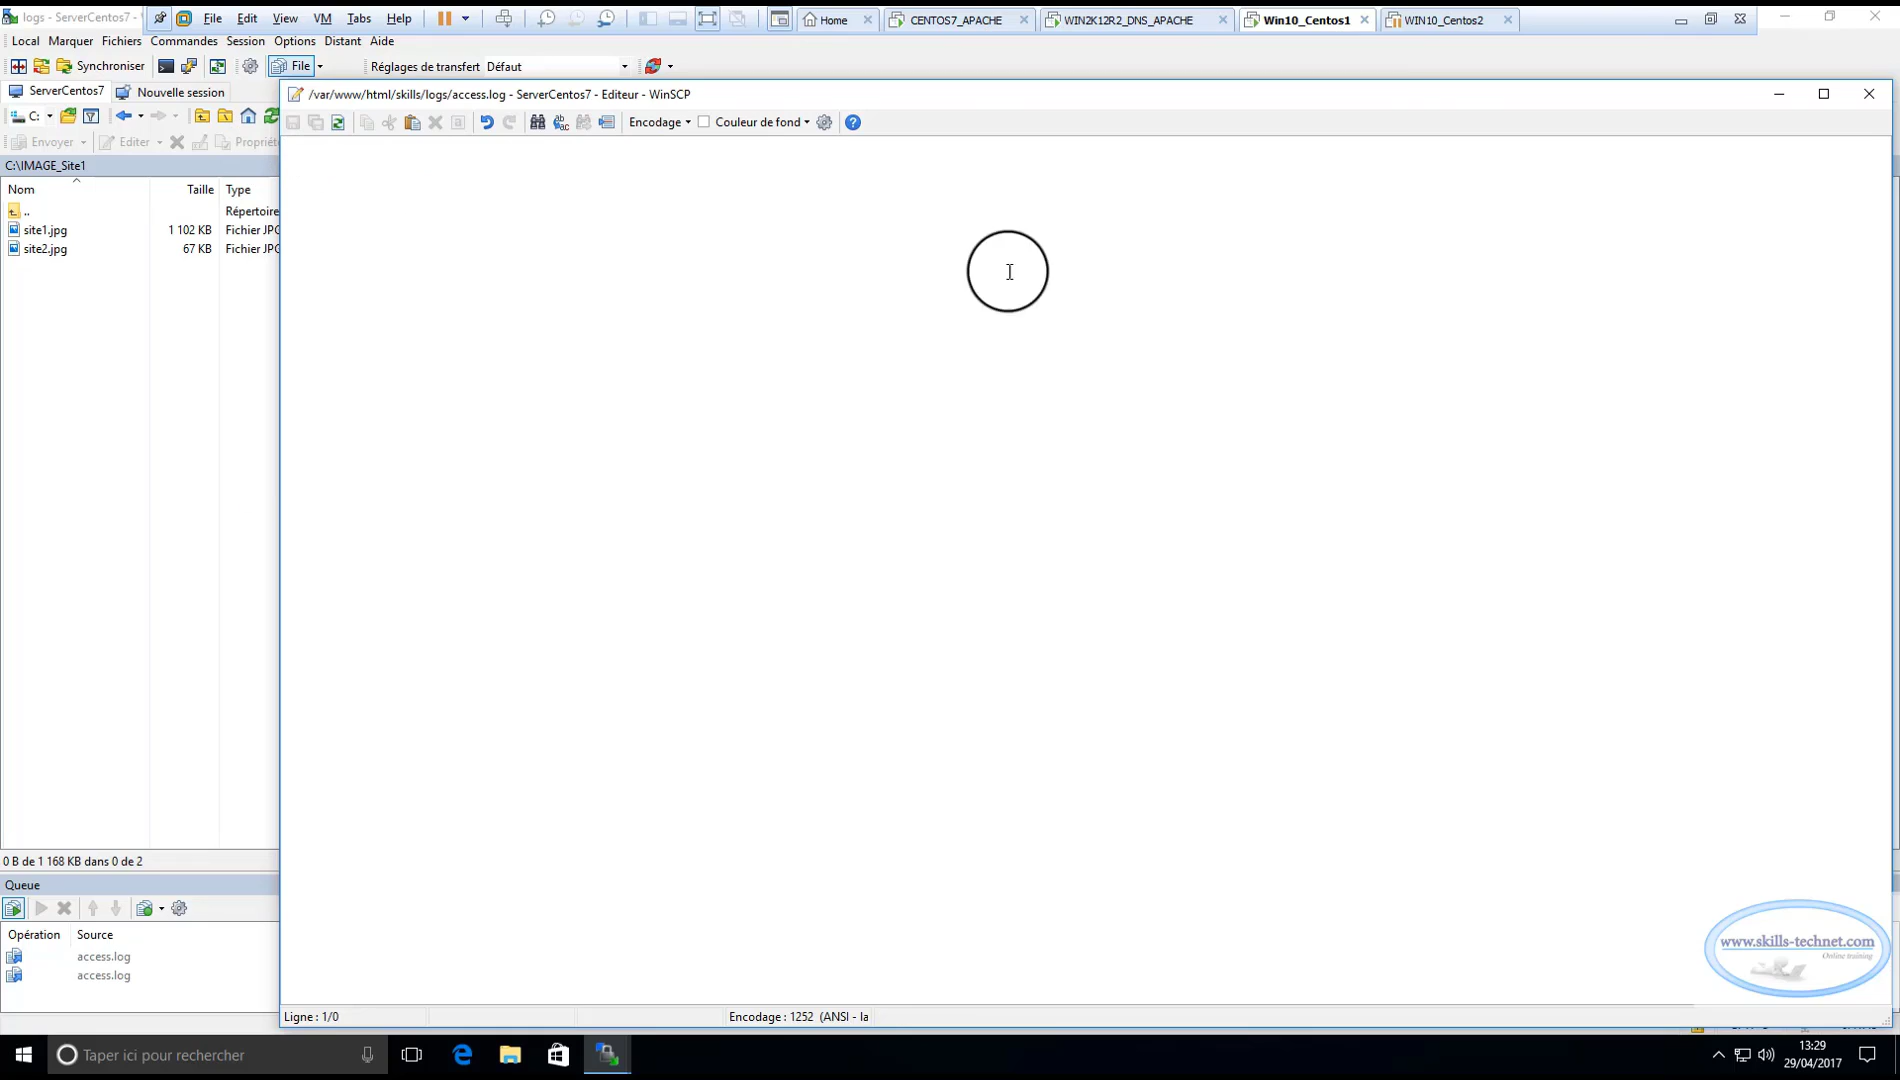 logs - ServerCentos7 -
File Edit View VM Tabs Help
Home CENTOS7_APACHE WIN2K12R2_DNS_APACHE Win10_Centos1 WIN10_Centos2
Local Marquer Fichiers Commandes Session Options Distant Aide
Synchroniser File Réglages de transfert Défaut
ServerCentos7 Nouvelle session
/var/www/html/skills/logs/access.log - ServerCentos7 - Editeur - WinSCP
C:
Encodage Couleur de fond
Envoyer Editer Propriét
C:\IMAGE_Site1
Nom Taille Type
.. Répertoire
site1.jpg 1 102 KB Fichier JPG
site2.jpg 67 KB Fichier JPG
0 B de 1 168 KB dans 0 de 2
Queue
Opération Source
access.log
access.log
www.skills-technet.com
Online training
Ligne : 1/0 Encodage : 1252 (ANSI - la
Taper ici pour rechercher
13:29
29/04/2017